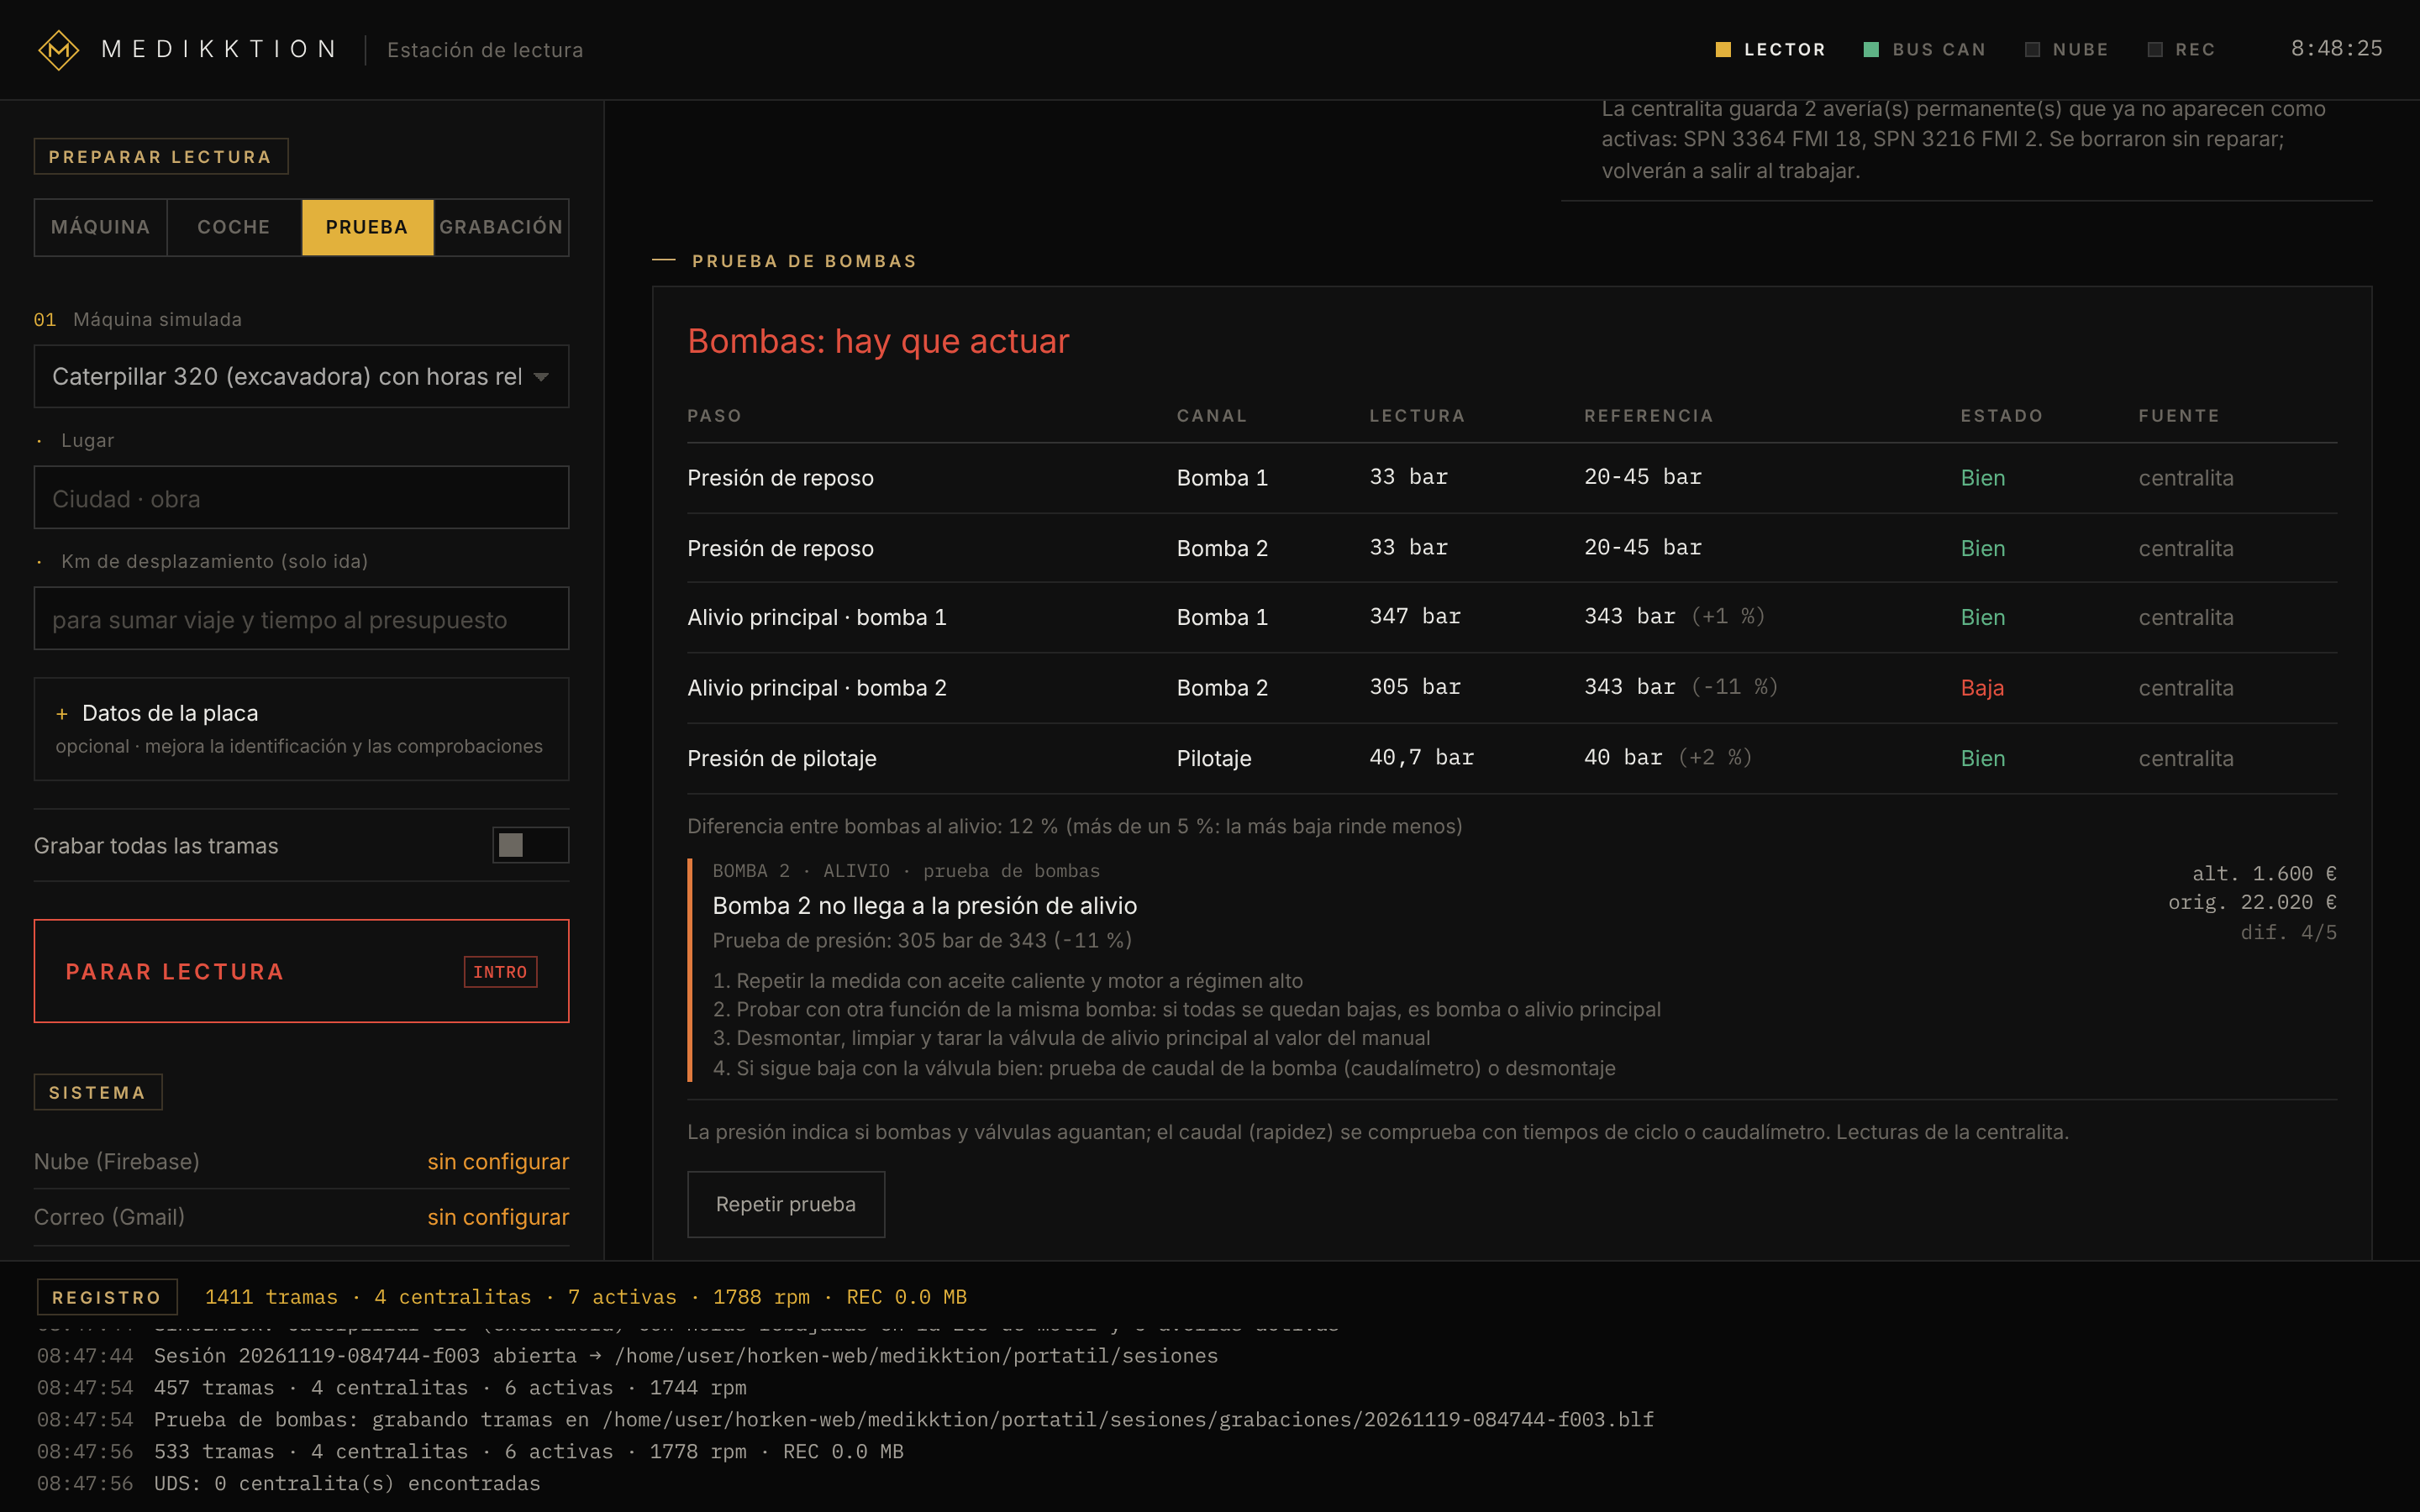 MEDIKKTION
Estación de lectura
LECTOR
BUS CAN
NUBE
REC
8:48:25
PREPARAR LECTURA
MÁQUINA
COCHE
PRUEBA
GRABACIÓN
01 Máquina simulada
Caterpillar 320 (excavadora) con horas rel
· Lugar
Ciudad · obra
· Km de desplazamiento (solo ida)
para sumar viaje y tiempo al presupuesto
+ Datos de la placa
opcional · mejora la identificación y las comprobaciones
Grabar todas las tramas
PARAR LECTURA
INTRO
SISTEMA
Nube (Firebase) sin configurar
Correo (Gmail) sin configurar
La centralita guarda 2 avería(s) permanente(s) que ya no aparecen como
activas: SPN 3364 FMI 18, SPN 3216 FMI 2. Se borraron sin reparar;
volverán a salir al trabajar.
— PRUEBA DE BOMBAS
Bombas: hay que actuar
PASO CANAL LECTURA REFERENCIA ESTADO FUENTE
Presión de reposo Bomba 1 33 bar 20-45 bar Bien centralita
Presión de reposo Bomba 2 33 bar 20-45 bar Bien centralita
Alivio principal · bomba 1 Bomba 1 347 bar 343 bar (+1 %) Bien centralita
Alivio principal · bomba 2 Bomba 2 305 bar 343 bar (-11 %) Baja centralita
Presión de pilotaje Pilotaje 40,7 bar 40 bar (+2 %) Bien centralita
Diferencia entre bombas al alivio: 12 % (más de un 5 %: la más baja rinde menos)
BOMBA 2 · ALIVIO · prueba de bombas
Bomba 2 no llega a la presión de alivio
Prueba de presión: 305 bar de 343 (-11 %)
alt. 1.600 €
orig. 22.020 €
dif. 4/5
1. Repetir la medida con aceite caliente y motor a régimen alto
2. Probar con otra función de la misma bomba: si todas se quedan bajas, es bomba o alivio principal
3. Desmontar, limpiar y tarar la válvula de alivio principal al valor del manual
4. Si sigue baja con la válvula bien: prueba de caudal de la bomba (caudalímetro) o desmontaje
La presión indica si bombas y válvulas aguantan; el caudal (rapidez) se comprueba con tiempos de ciclo o caudalímetro. Lecturas de la centralita.
Repetir prueba
REGISTRO
1411 tramas · 4 centralitas · 7 activas · 1788 rpm · REC 0.0 MB
08:47:44 Sesión 20261119-084744-f003 abierta → /home/user/horken-web/medikktion/portatil/sesiones
08:47:54 457 tramas · 4 centralitas · 6 activas · 1744 rpm
08:47:54 Prueba de bombas: grabando tramas en /home/user/horken-web/medikktion/portatil/sesiones/grabaciones/20261119-084744-f003.blf
08:47:56 533 tramas · 4 centralitas · 6 activas · 1778 rpm · REC 0.0 MB
08:47:56 UDS: 0 centralita(s) encontradas